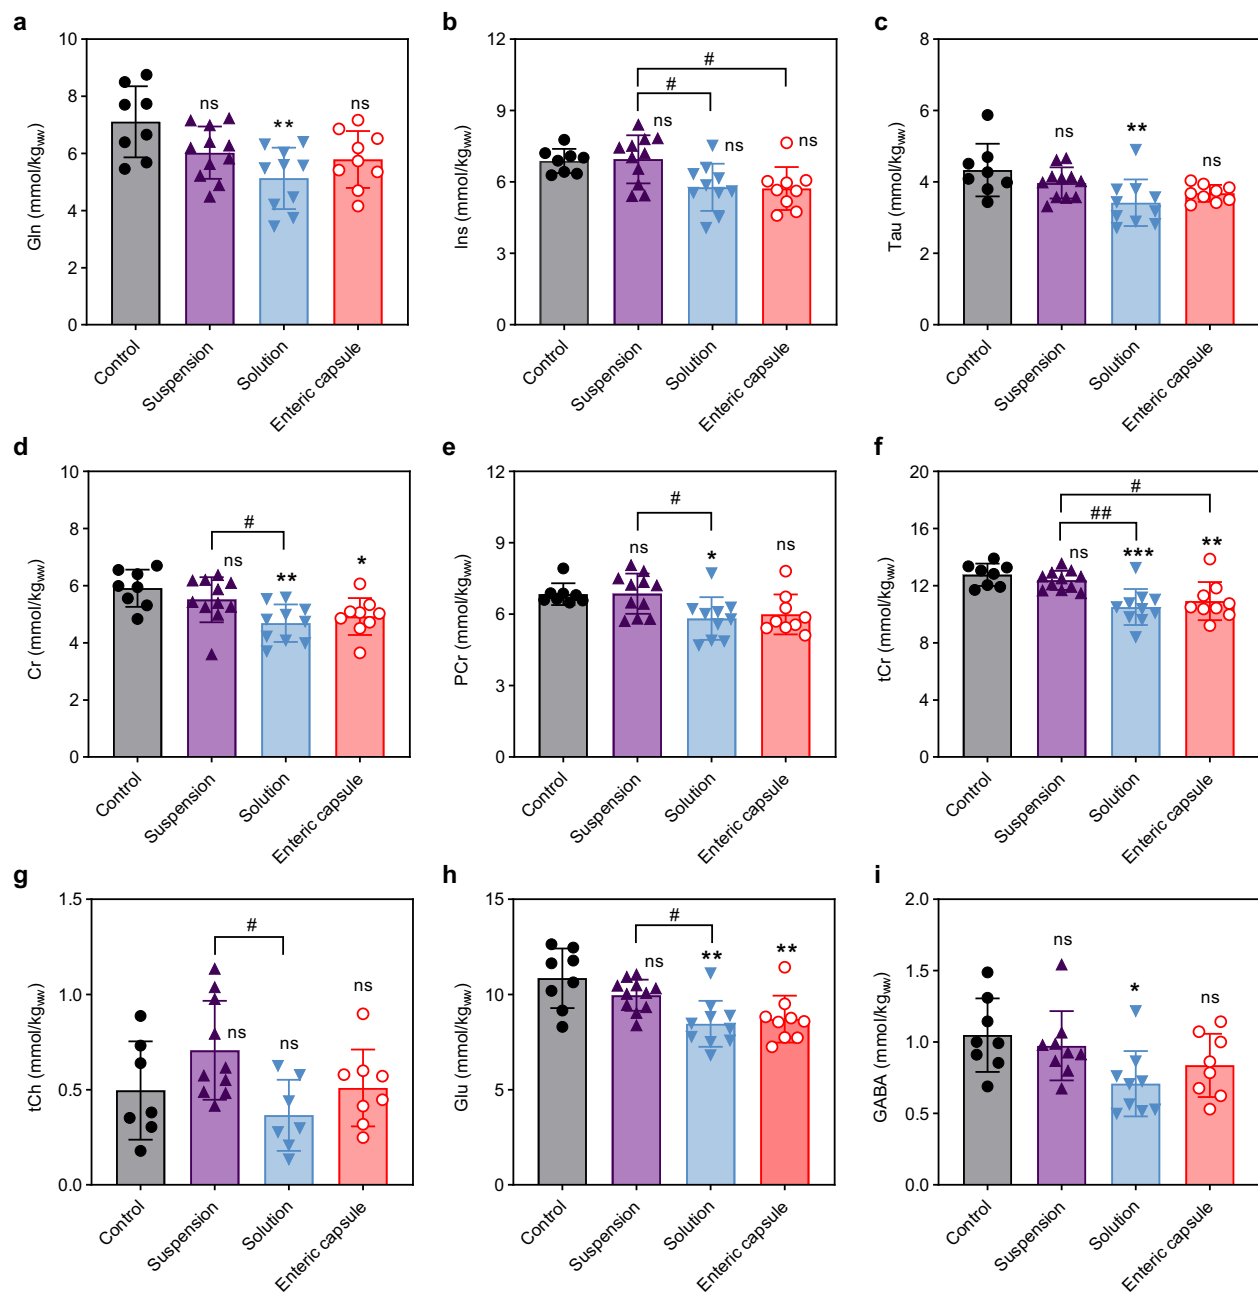 a
Gln (mmol/kgww)
10
8
6
4
2
0
ns
**
ns
Control
Suspension
Solution
Enteric capsule
b
Ins (mmol/kgww)
12
9
6
3
0
#
#
ns
ns
ns
Control
Suspension
Solution
Enteric capsule
c
Tau (mmol/kgww)
8
6
4
2
0
ns
**
ns
Control
Suspension
Solution
Enteric capsule
d
Cr (mmol/kgww)
10
8
6
4
2
0
#
ns
**
*
Control
Suspension
Solution
Enteric capsule
e
PCr (mmol/kgww)
12
9
6
3
0
#
ns
*
ns
Control
Suspension
Solution
Enteric capsule
f
tCr (mmol/kgww)
20
16
12
8
4
0
#
##
ns
***
**
Control
Suspension
Solution
Enteric capsule
g
tCh (mmol/kgww)
1.5
1.0
0.5
0.0
#
ns
ns
ns
Control
Suspension
Solution
Enteric capsule
h
Glu (mmol/kgww)
15
10
5
0
#
ns
**
**
Control
Suspension
Solution
Enteric capsule
i
GABA (mmol/kgww)
2.0
1.5
1.0
0.5
0.0
ns
*
ns
Control
Suspension
Solution
Enteric capsule